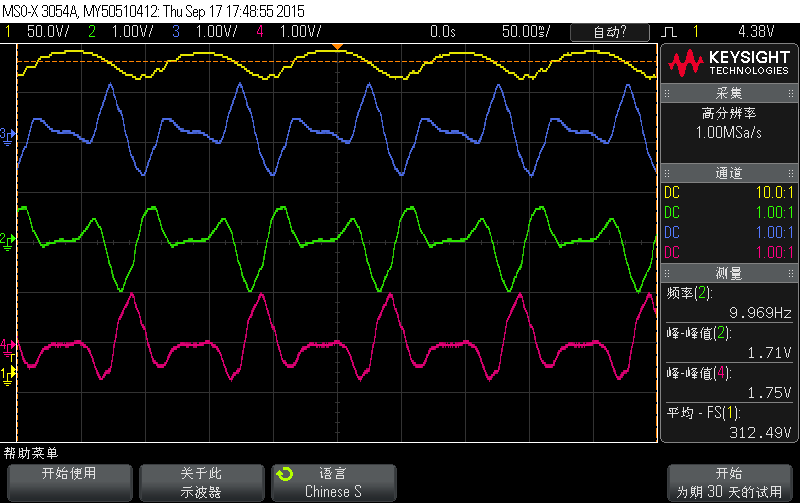 MSO-X 3054A, MY50510412: Thu Sep 17 17:48:55 2015
1 50.0V/ 2 1.00V/ 3 1.00V/ 4 1.00V/ 0.0s 50.00ms/ 自动? 1 4.38V
KEYSIGHT
TECHNOLOGIES
采集
高分辨率
1.00MSa/s
通道
DC 10.0:1
DC 1.00:1
DC 1.00:1
DC 1.00:1
测量
频率(2):
9.969Hz
峰-峰值(2):
1.71V
峰-峰值(4):
1.75V
平均 - FS(1):
312.49V
3
2
4
1
帮助菜单
开始使用
关于此
示波器
语言
Chinese S
开始
为期 30 天的试用